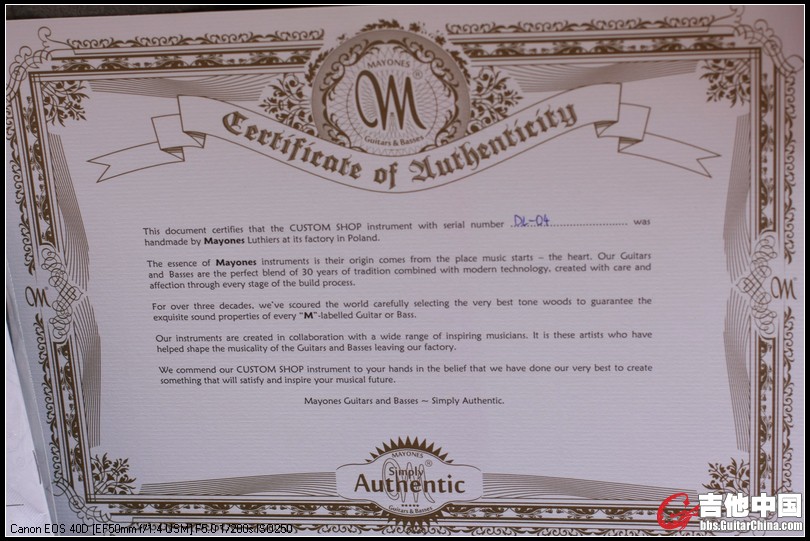 MAYONES
M
®
Guitars & Basses
Certificate of Authenticity
This document certifies that the CUSTOM SHOP instrument with serial number DL-04 was
handmade by Mayones Luthiers at its factory in Poland.
The essence of Mayones instruments is their origin comes from the place music starts – the heart. Our Guitars
and Basses are the perfect blend of 30 years of tradition combined with modern technology, created with care and
affection through every stage of the build process.
For over three decades, we've scoured the world carefully selecting the very best tone woods to guarantee the
exquisite sound properties of every "M"-labelled Guitar or Bass.
Our instruments are created in collaboration with a wide range of inspiring musicians. It is these artists who have
helped shape the musicality of the Guitars and Basses leaving our factory.
We commend our CUSTOM SHOP instrument to your hands in the belief that we have done our very best to create
something that will satisfy and inspire your musical future.
Mayones Guitars and Basses ~ Simply Authentic.
M
M
MAYONES
®
Simply
Authentic
Guitars & Basses
Canon EOS 40D [EF50mm f/1.4 USM] F5.0 1/200s ISO250
吉他中国
bbs.GuitarChina.com